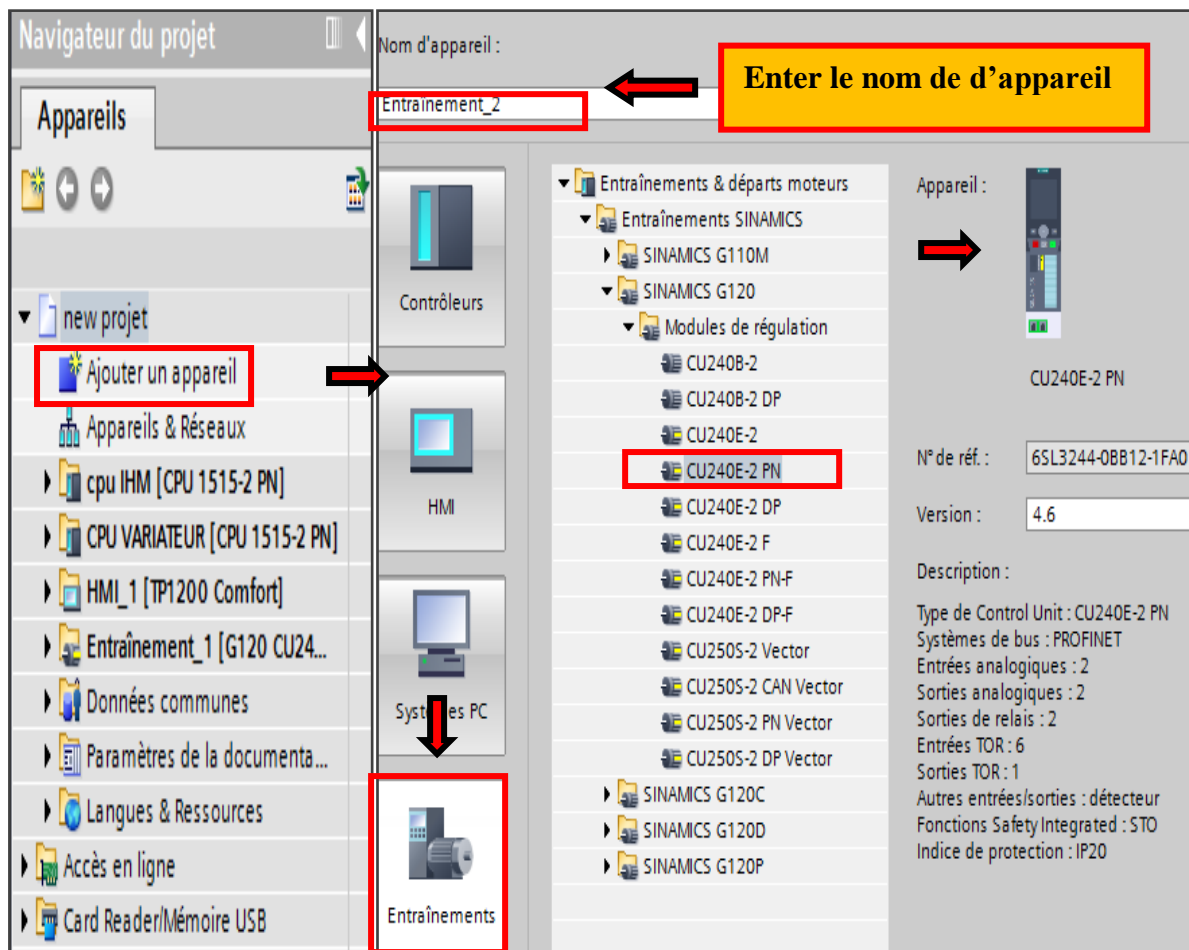 Navigateur du projet
Appareils
new projet
Ajouter un appareil
Appareils & Réseaux
cpu IHM [CPU 1515-2 PN]
CPU VARIATEUR [CPU 1515-2 PN]
HMI_1 [TP1200 Comfort]
Entraînement_1 [G120 CU24...
Données communes
Paramètres de la documenta...
Langues & Ressources
Accès en ligne
Card Reader/Mémoire USB
Nom d'appareil :
Entraînement_2
Enter le nom de d’appareil
Contrôleurs
HMI
Systèmes PC
Entraînements
Entraînements & départs moteurs
Entraînements SINAMICS
SINAMICS G110M
SINAMICS G120
Modules de régulation
CU240B-2
CU240B-2 DP
CU240E-2
CU240E-2 PN
CU240E-2 DP
CU240E-2 F
CU240E-2 PN-F
CU240E-2 DP-F
CU250S-2 Vector
CU250S-2 CAN Vector
CU250S-2 PN Vector
CU250S-2 DP Vector
SINAMICS G120C
SINAMICS G120D
SINAMICS G120P
Appareil :
CU240E-2 PN
N° de réf. : 6SL3244-0BB12-1FA0
Version : 4.6
Description :
Type de Control Unit : CU240E-2 PN
Systèmes de bus : PROFINET
Entrées analogiques : 2
Sorties analogiques : 2
Sorties de relais : 2
Entrées TOR : 6
Sorties TOR : 1
Autres entrées/sorties : détecteur
Fonctions Safety Integrated : STO
Indice de protection : IP20